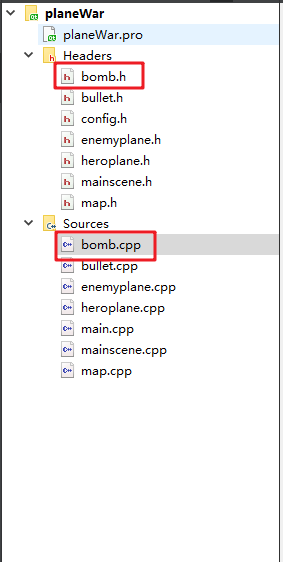 planeWar
planeWar.pro
Headers
bomb.h
bullet.h
config.h
enemyplane.h
heroplane.h
mainscene.h
map.h
Sources
bomb.cpp
bullet.cpp
enemyplane.cpp
heroplane.cpp
main.cpp
mainscene.cpp
map.cpp